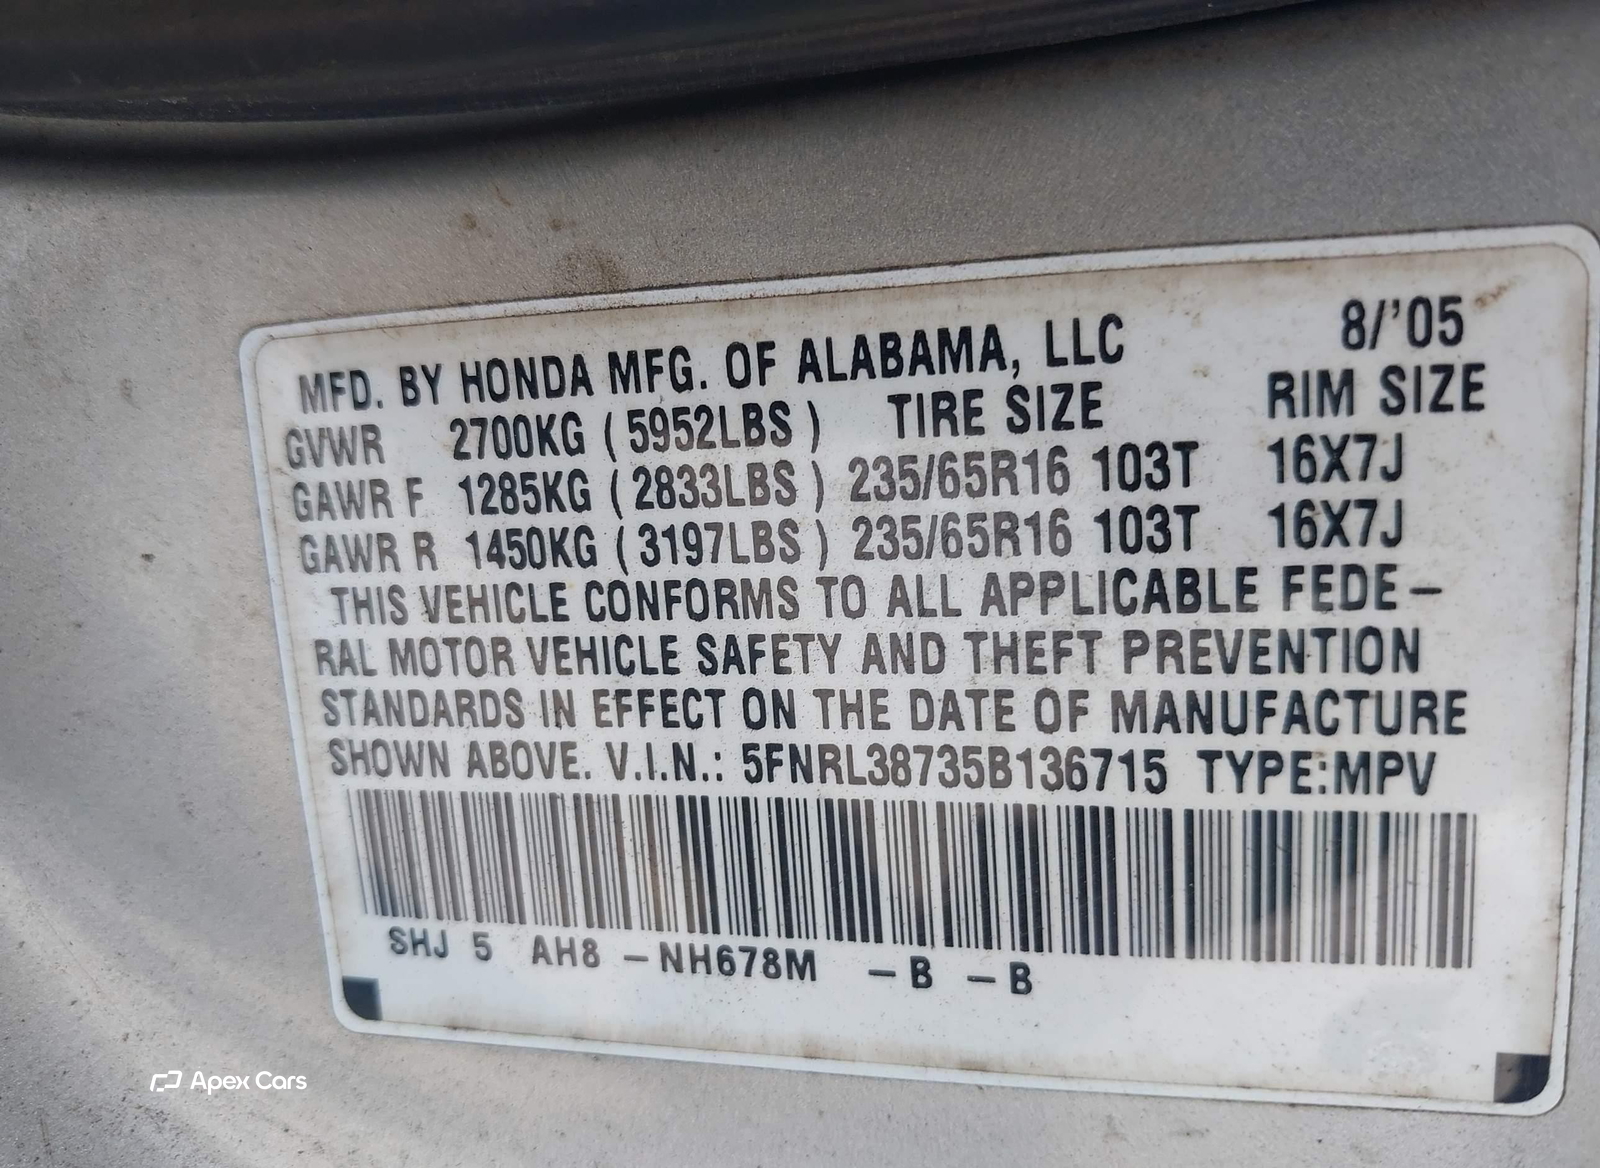 MFD. BY HONDA MFG. OF ALABAMA, LLC 8/'05
GVWR 2700KG (5952LBS) TIRE SIZE RIM SIZE
GAWR F 1285KG (2833LBS) 235/65R16 103T 16X7J
GAWR R 1450KG (3197LBS) 235/65R16 103T 16X7J
THIS VEHICLE CONFORMS TO ALL APPLICABLE FEDE-
RAL MOTOR VEHICLE SAFETY AND THEFT PREVENTION
STANDARDS IN EFFECT ON THE DATE OF MANUFACTURE
SHOWN ABOVE. V.I.N.: 5FNRL38735B136715 TYPE:MPV
SHJ 5 AH8 -NH678M -B -B
Apex Cars